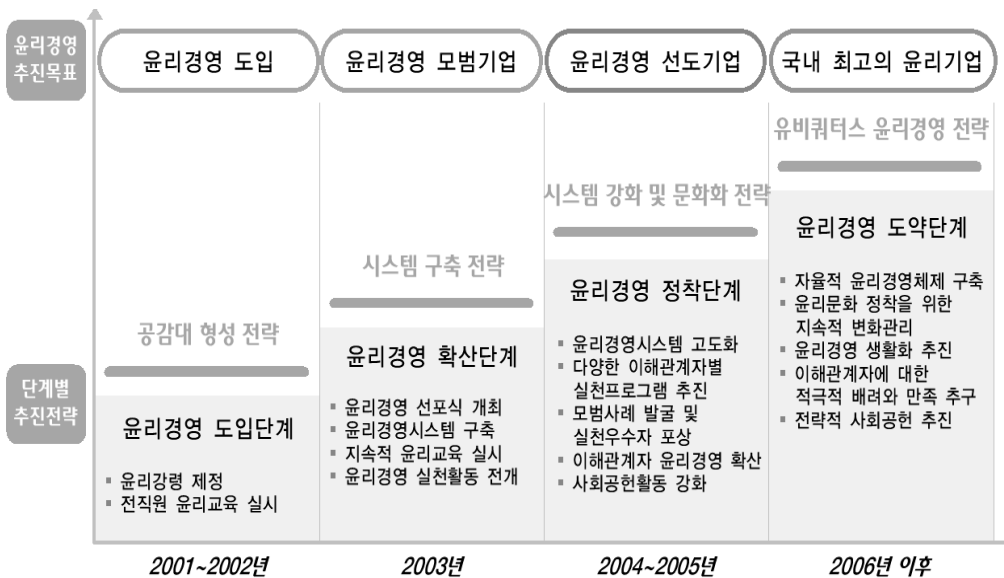 윤리경영
추진목표
윤리경영 도입
윤리경영 모범기업
윤리경영 선도기업
국내 최고의 윤리기업
단계별
추진전략
공감대 형성 전략
윤리경영 도입단계
▪ 윤리강령 제정
▪ 전직원 윤리교육 실시
2001~2002년
시스템 구축 전략
윤리경영 확산단계
▪ 윤리경영 선포식 개최
▪ 윤리경영시스템 구축
▪ 지속적 윤리교육 실시
▪ 윤리경영 실천활동 전개
2003년
시스템 강화 및 문화화 전략
윤리경영 정착단계
▪ 윤리경영시스템 고도화
▪ 다양한 이해관계자별
실천프로그램 추진
▪ 모범사례 발굴 및
실천우수자 포상
▪ 이해관계자 윤리경영 확산
▪ 사회공헌활동 강화
2004~2005년
유비쿼터스 윤리경영 전략
윤리경영 도약단계
▪ 자율적 윤리경영체제 구축
▪ 윤리문화 정착을 위한
지속적 변화관리
▪ 윤리경영 생활화 추진
▪ 이해관계자에 대한
적극적 배려와 만족 추구
▪ 전략적 사회공헌 추진
2006년 이후